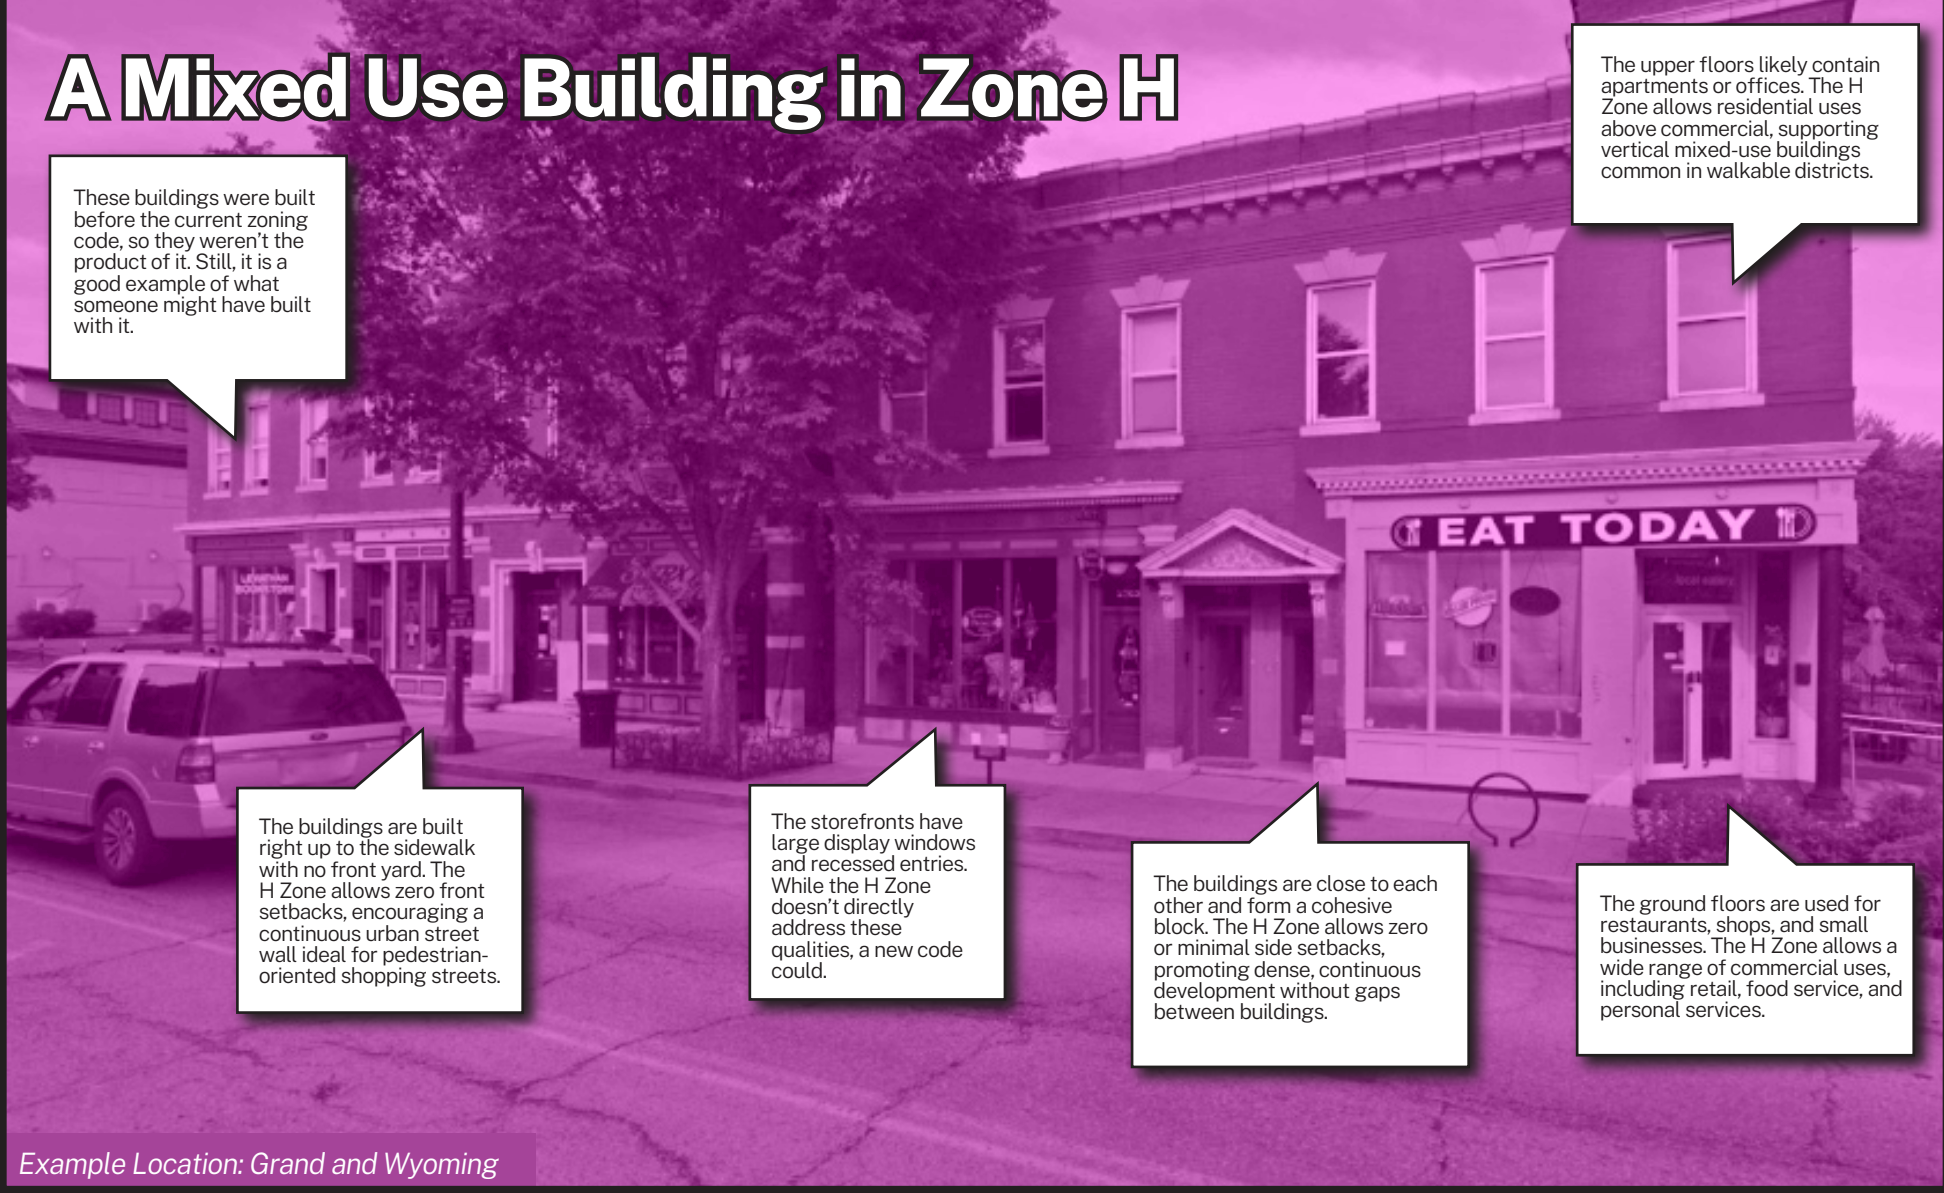 A Mixed Use Building in Zone H
The upper floors likely contain
apartments or offices. The H
Zone allows residential uses
above commercial, supporting
vertical mixed-use buildings
common in walkable districts.
These buildings were built
before the current zoning
code, so they weren't the
product of it. Still, it is a
good example of what
someone might have built
with it.
EAT TODAY
LEVIATHAN
BOOKSTORE
local eatery
The buildings are built
right up to the sidewalk
with no front yard. The
H Zone allows zero front
setbacks, encouraging a
continuous urban street
wall ideal for pedestrian-
oriented shopping streets.
The storefronts have
large display windows
and recessed entries.
While the H Zone
doesn't directly
address these
qualities, a new code
could.
The buildings are close to each
other and form a cohesive
block. The H Zone allows zero
or minimal side setbacks,
promoting dense, continuous
development without gaps
between buildings.
The ground floors are used for
restaurants, shops, and small
businesses. The H Zone allows a
wide range of commercial uses,
including retail, food service, and
personal services.
Example Location: Grand and Wyoming